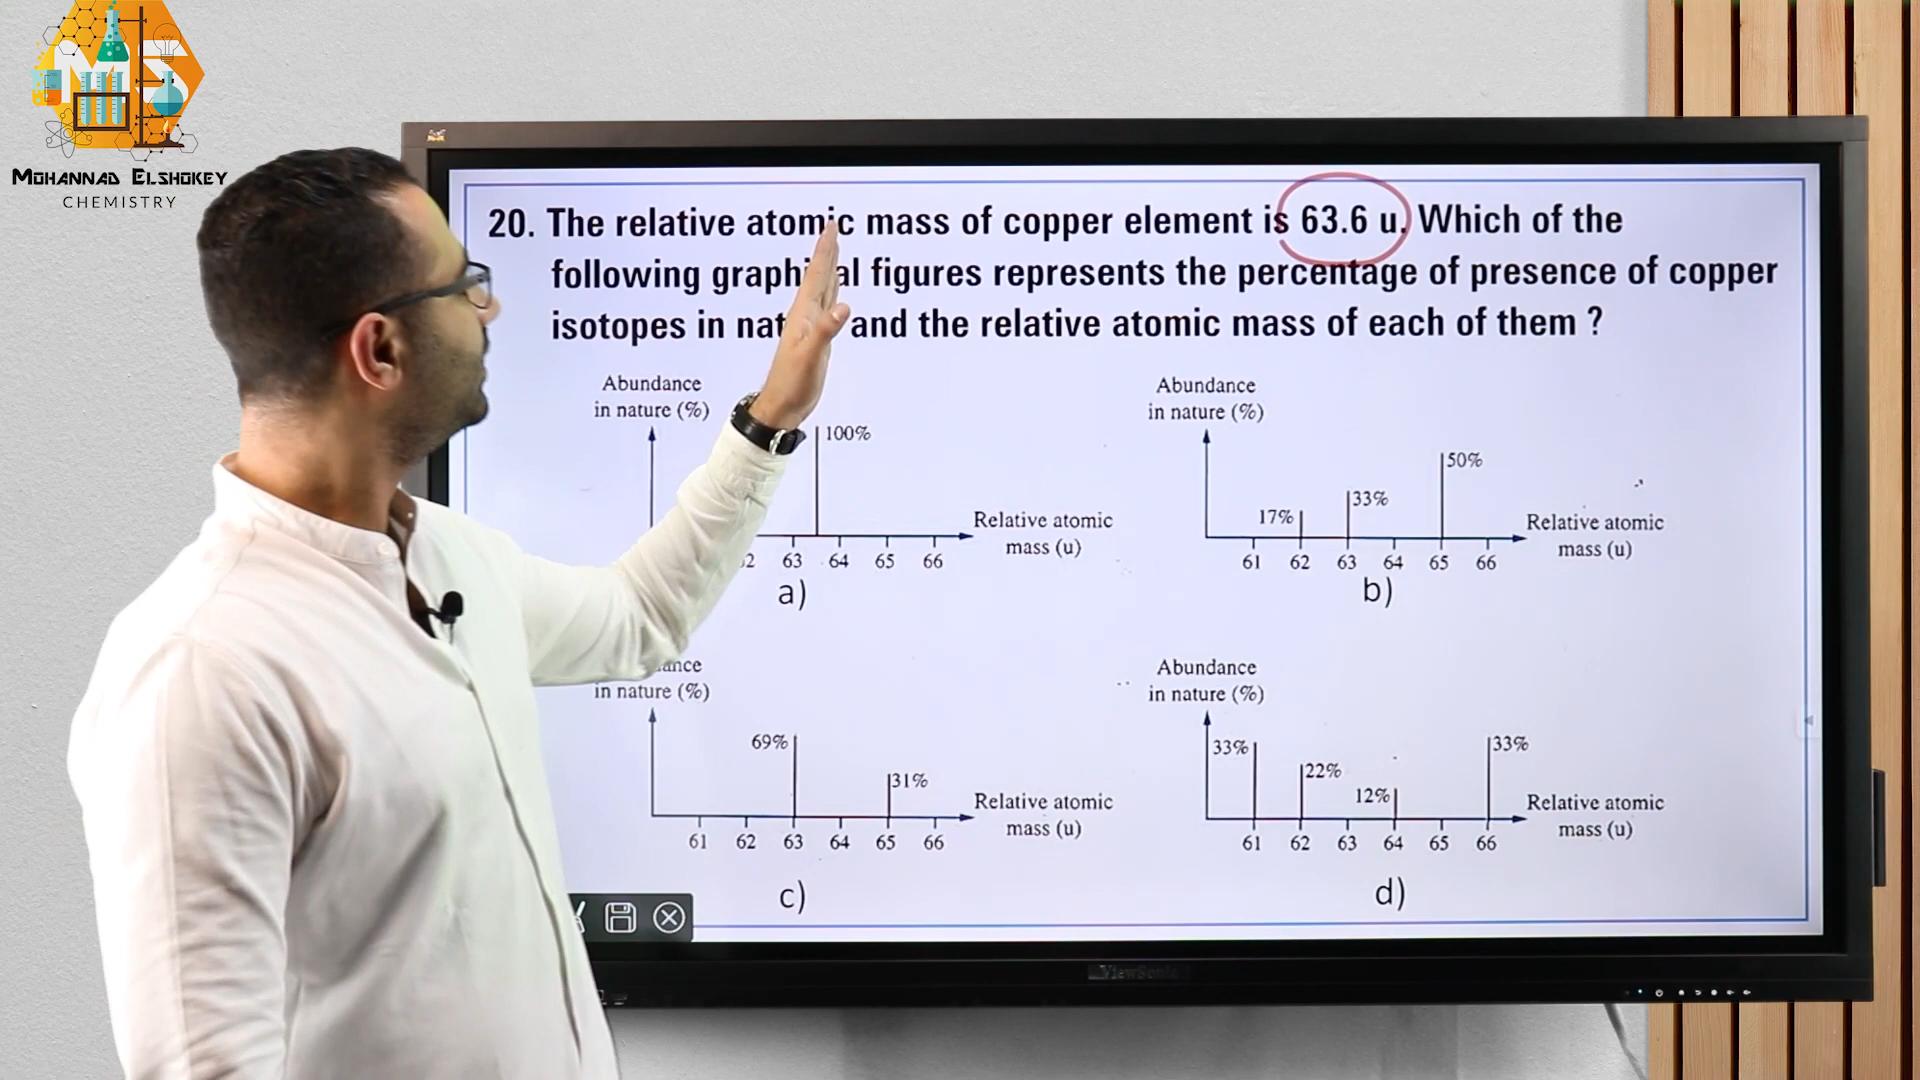 MOHANNAD ELSHOKEY
CHEMISTRY
20. The relative atomic mass of copper element is 63.6 u. Which of the
following al figures represents the percentage of presence of copper
isotopes in and the relative atomic mass of each of them ?
Abundance
in nature (%)
100%
Relative atomic
mass (u)
63 64 65 66
a)
Abundance
in nature (%)
17% 33% 50%
Relative atomic
mass (u)
61 62 63 64 65 66
b)
in nature (%)
69% 31%
Relative atomic
mass (u)
61 62 63 64 65 66
c)
Abundance
in nature (%)
33% 22% 12% 33%
Relative atomic
mass (u)
61 62 63 64 65 66
d)
ViewSonic